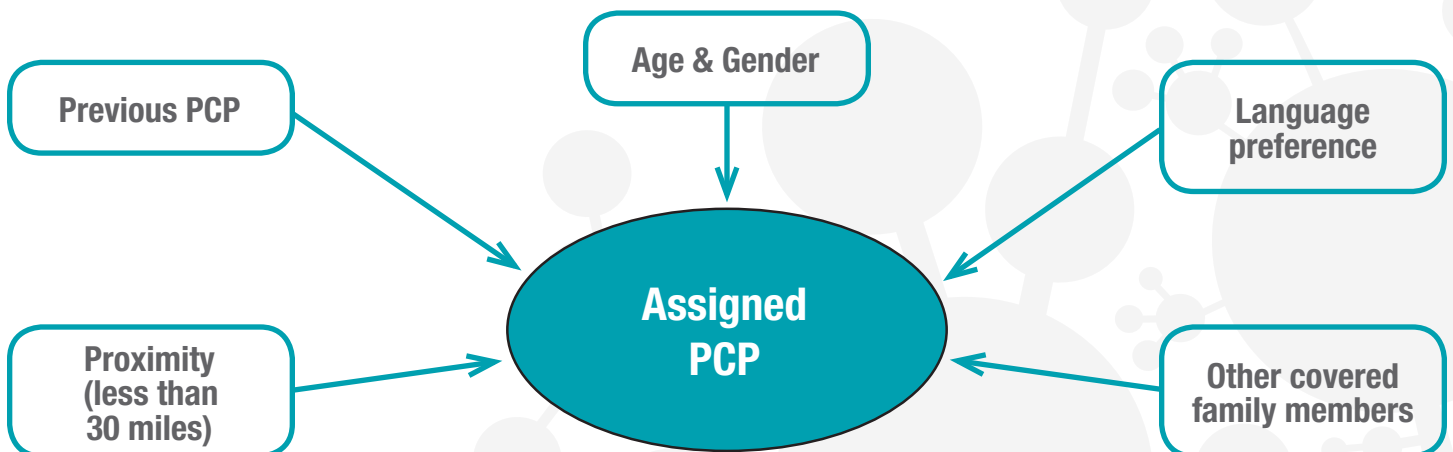 Age & Gender
Previous PCP
Language
preference
Assigned
PCP
Proximity
(less than
30 miles)
Other covered
family members